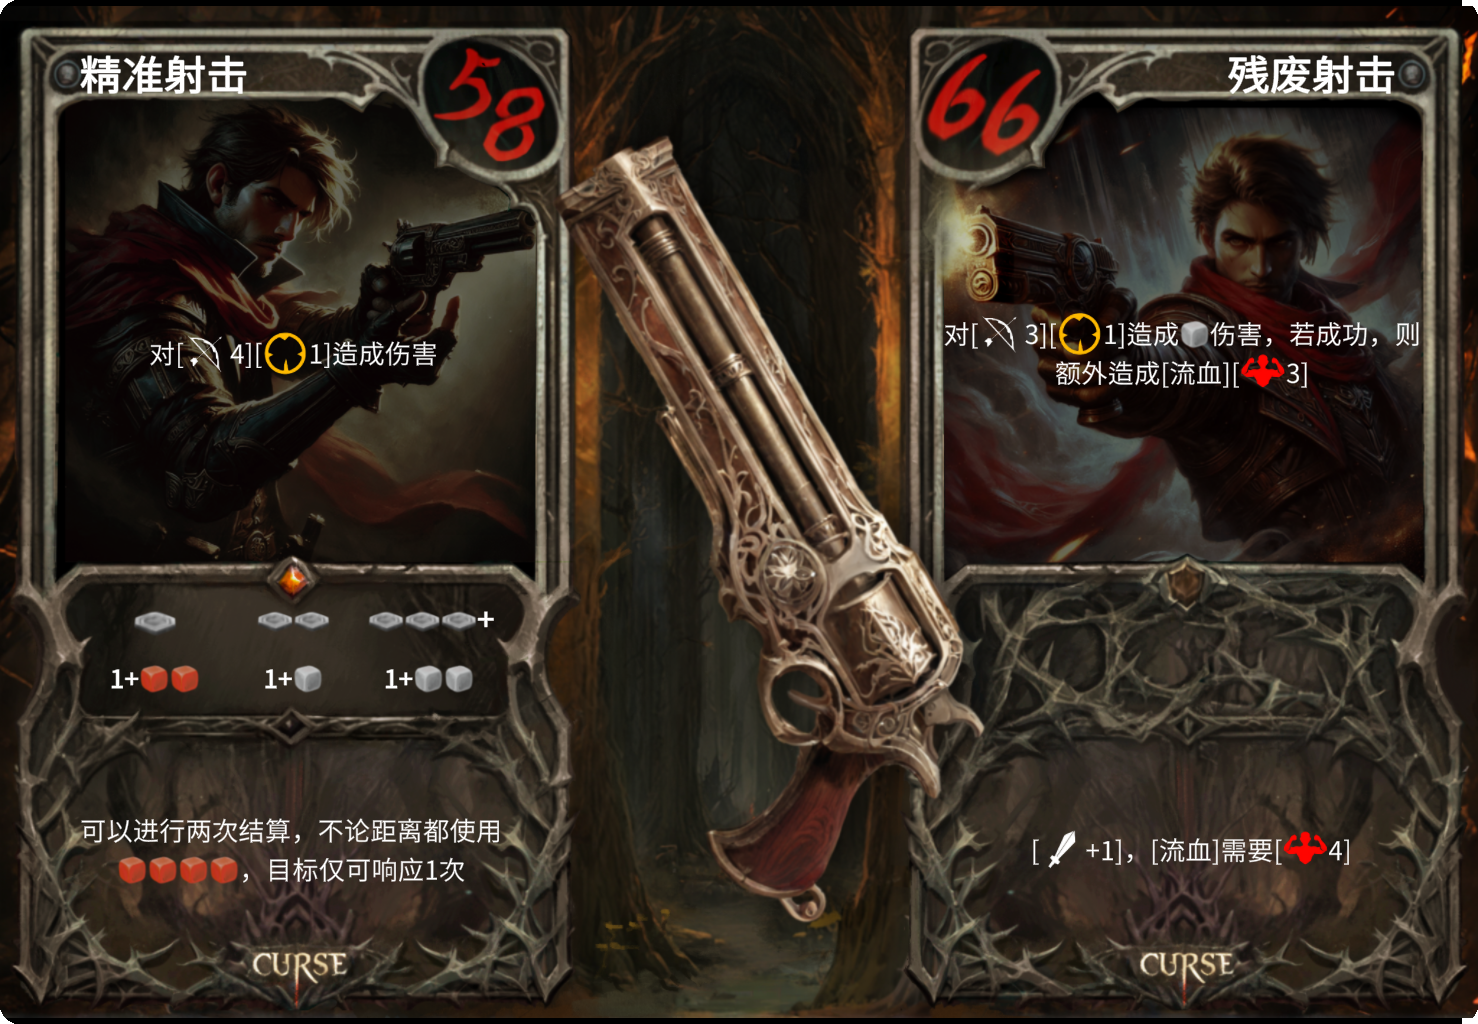 精准射击
58
对[4][1]造成伤害
+
1+
1+
1+
可以进行两次结算，不论距离都使用
，目标仅可响应1次
CURSE
残废射击
66
对[3][1]造成伤害，若成功，则
额外造成[流血][3]
[+1]，[流血]需要[4]
CURSE